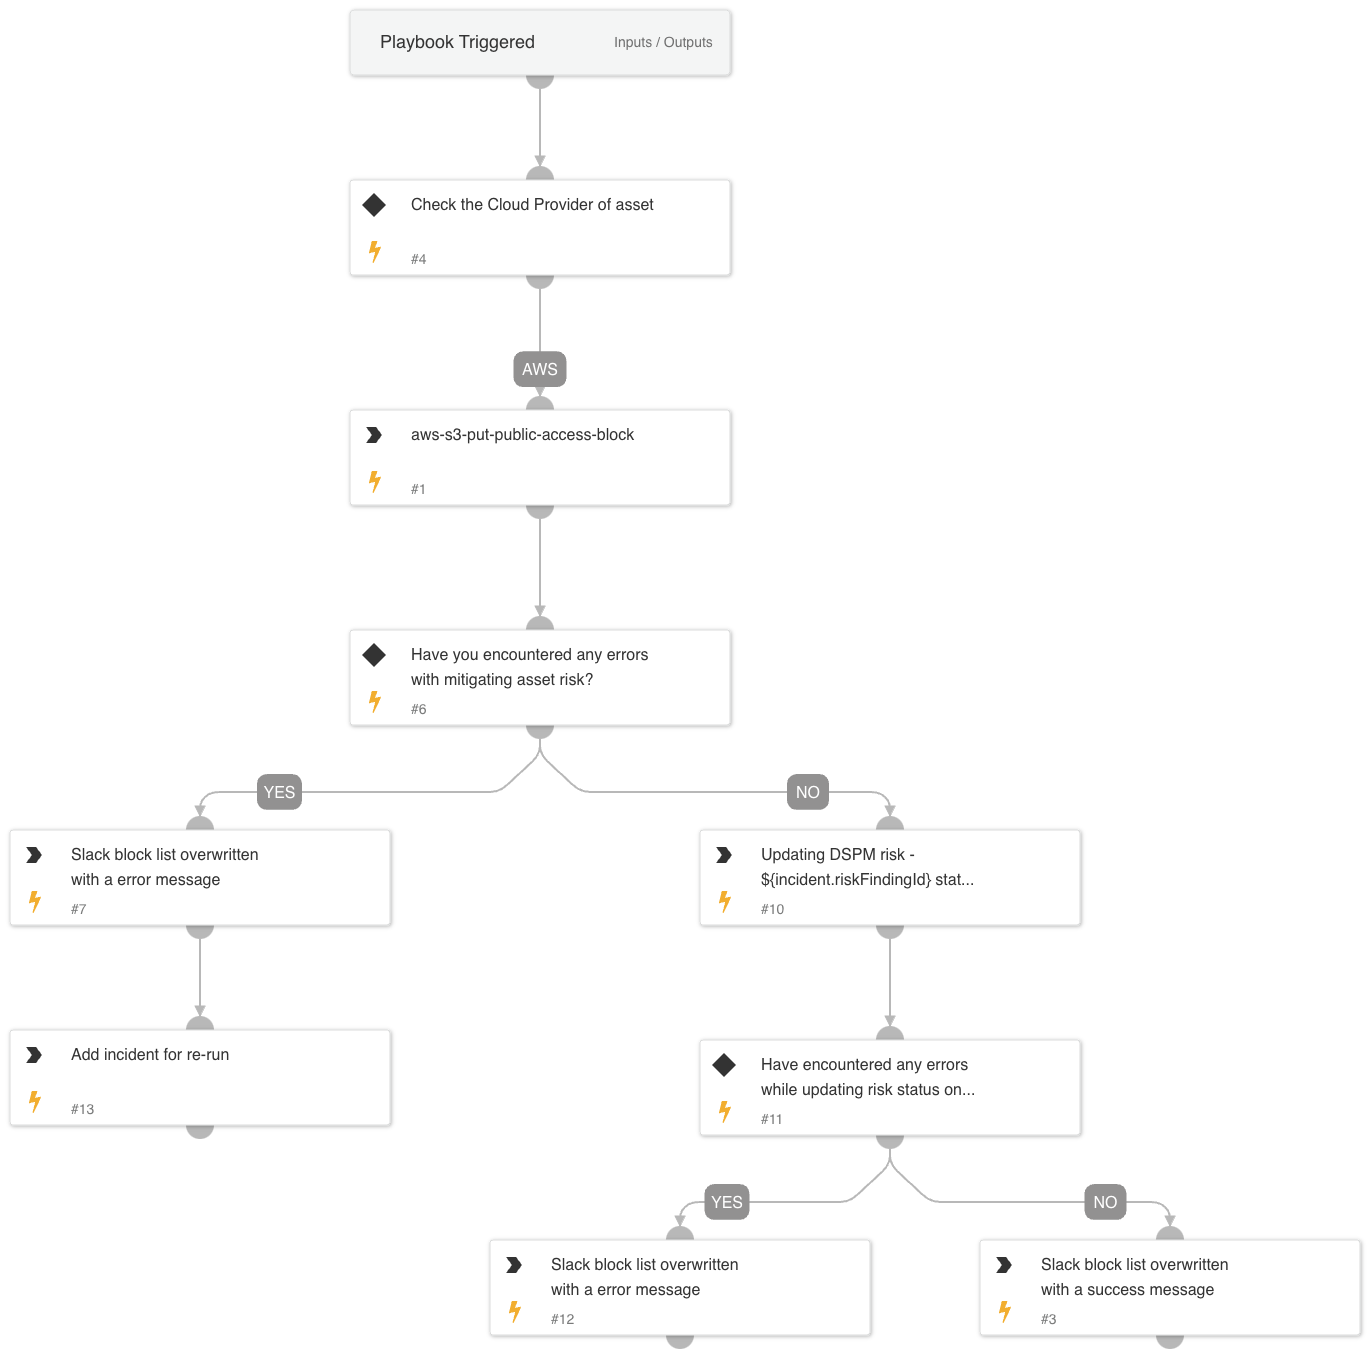 Playbook Triggered
Inputs / Outputs
Check the Cloud Provider of asset
#4
AWS
aws-s3-put-public-access-block
#1
Have you encountered any errors
with mitigating asset risk?
#6
YES
NO
Slack block list overwritten
with a error message
#7
Updating DSPM risk -
${incident.riskFindingId} stat...
#10
Add incident for re-run
#13
Have encountered any errors
while updating risk status on...
#11
YES
NO
Slack block list overwritten
with a error message
#12
Slack block list overwritten
with a success message
#3